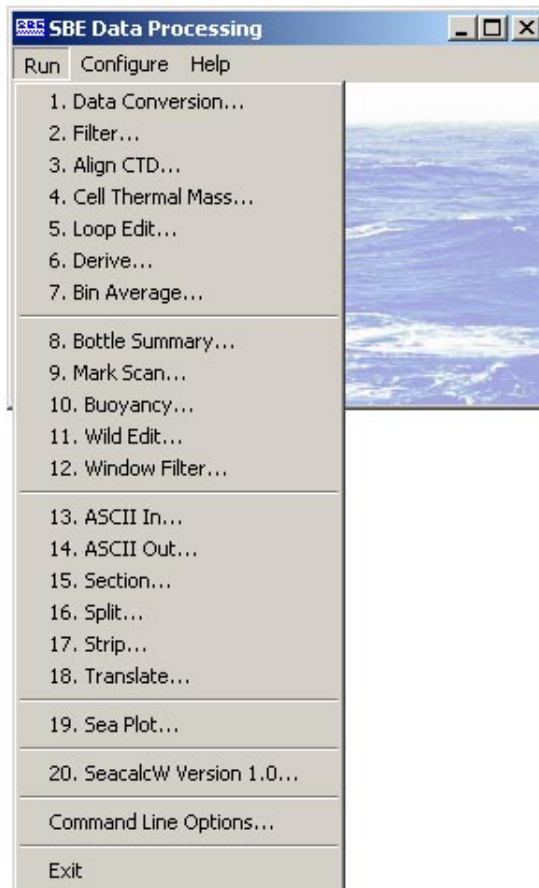 SBE SBE Data Processing
Run Configure Help
1. Data Conversion...
2. Filter...
3. Align CTD...
4. Cell Thermal Mass...
5. Loop Edit...
6. Derive...
7. Bin Average...
8. Bottle Summary...
9. Mark Scan...
10. Buoyancy...
11. Wild Edit...
12. Window Filter...
13. ASCII In...
14. ASCII Out...
15. Section...
16. Split...
17. Strip...
18. Translate...
19. Sea Plot...
20. SeacalcW Version 1.0...
Command Line Options...
Exit